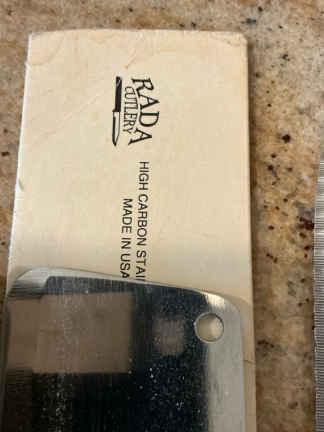 RADA
CUTLERY
HIGH CARBON STAI
MADE IN USA